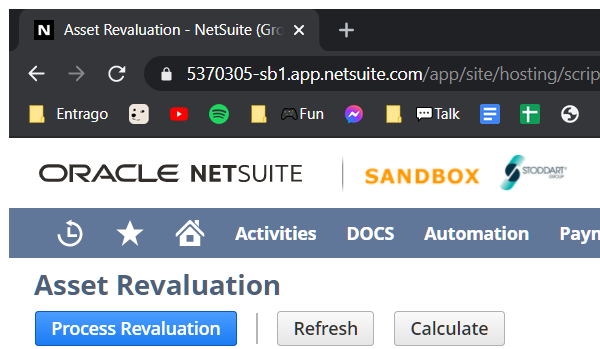 N Asset Revaluation - NetSuite (Gro
5370305-sb1.app.netsuite.com/app/site/hosting/scrip
Entrago Fun Talk
ORACLE NETSUITE SANDBOX STODDART GROUP
Activities DOCS Automation Payn
Asset Revaluation
Process Revaluation Refresh Calculate